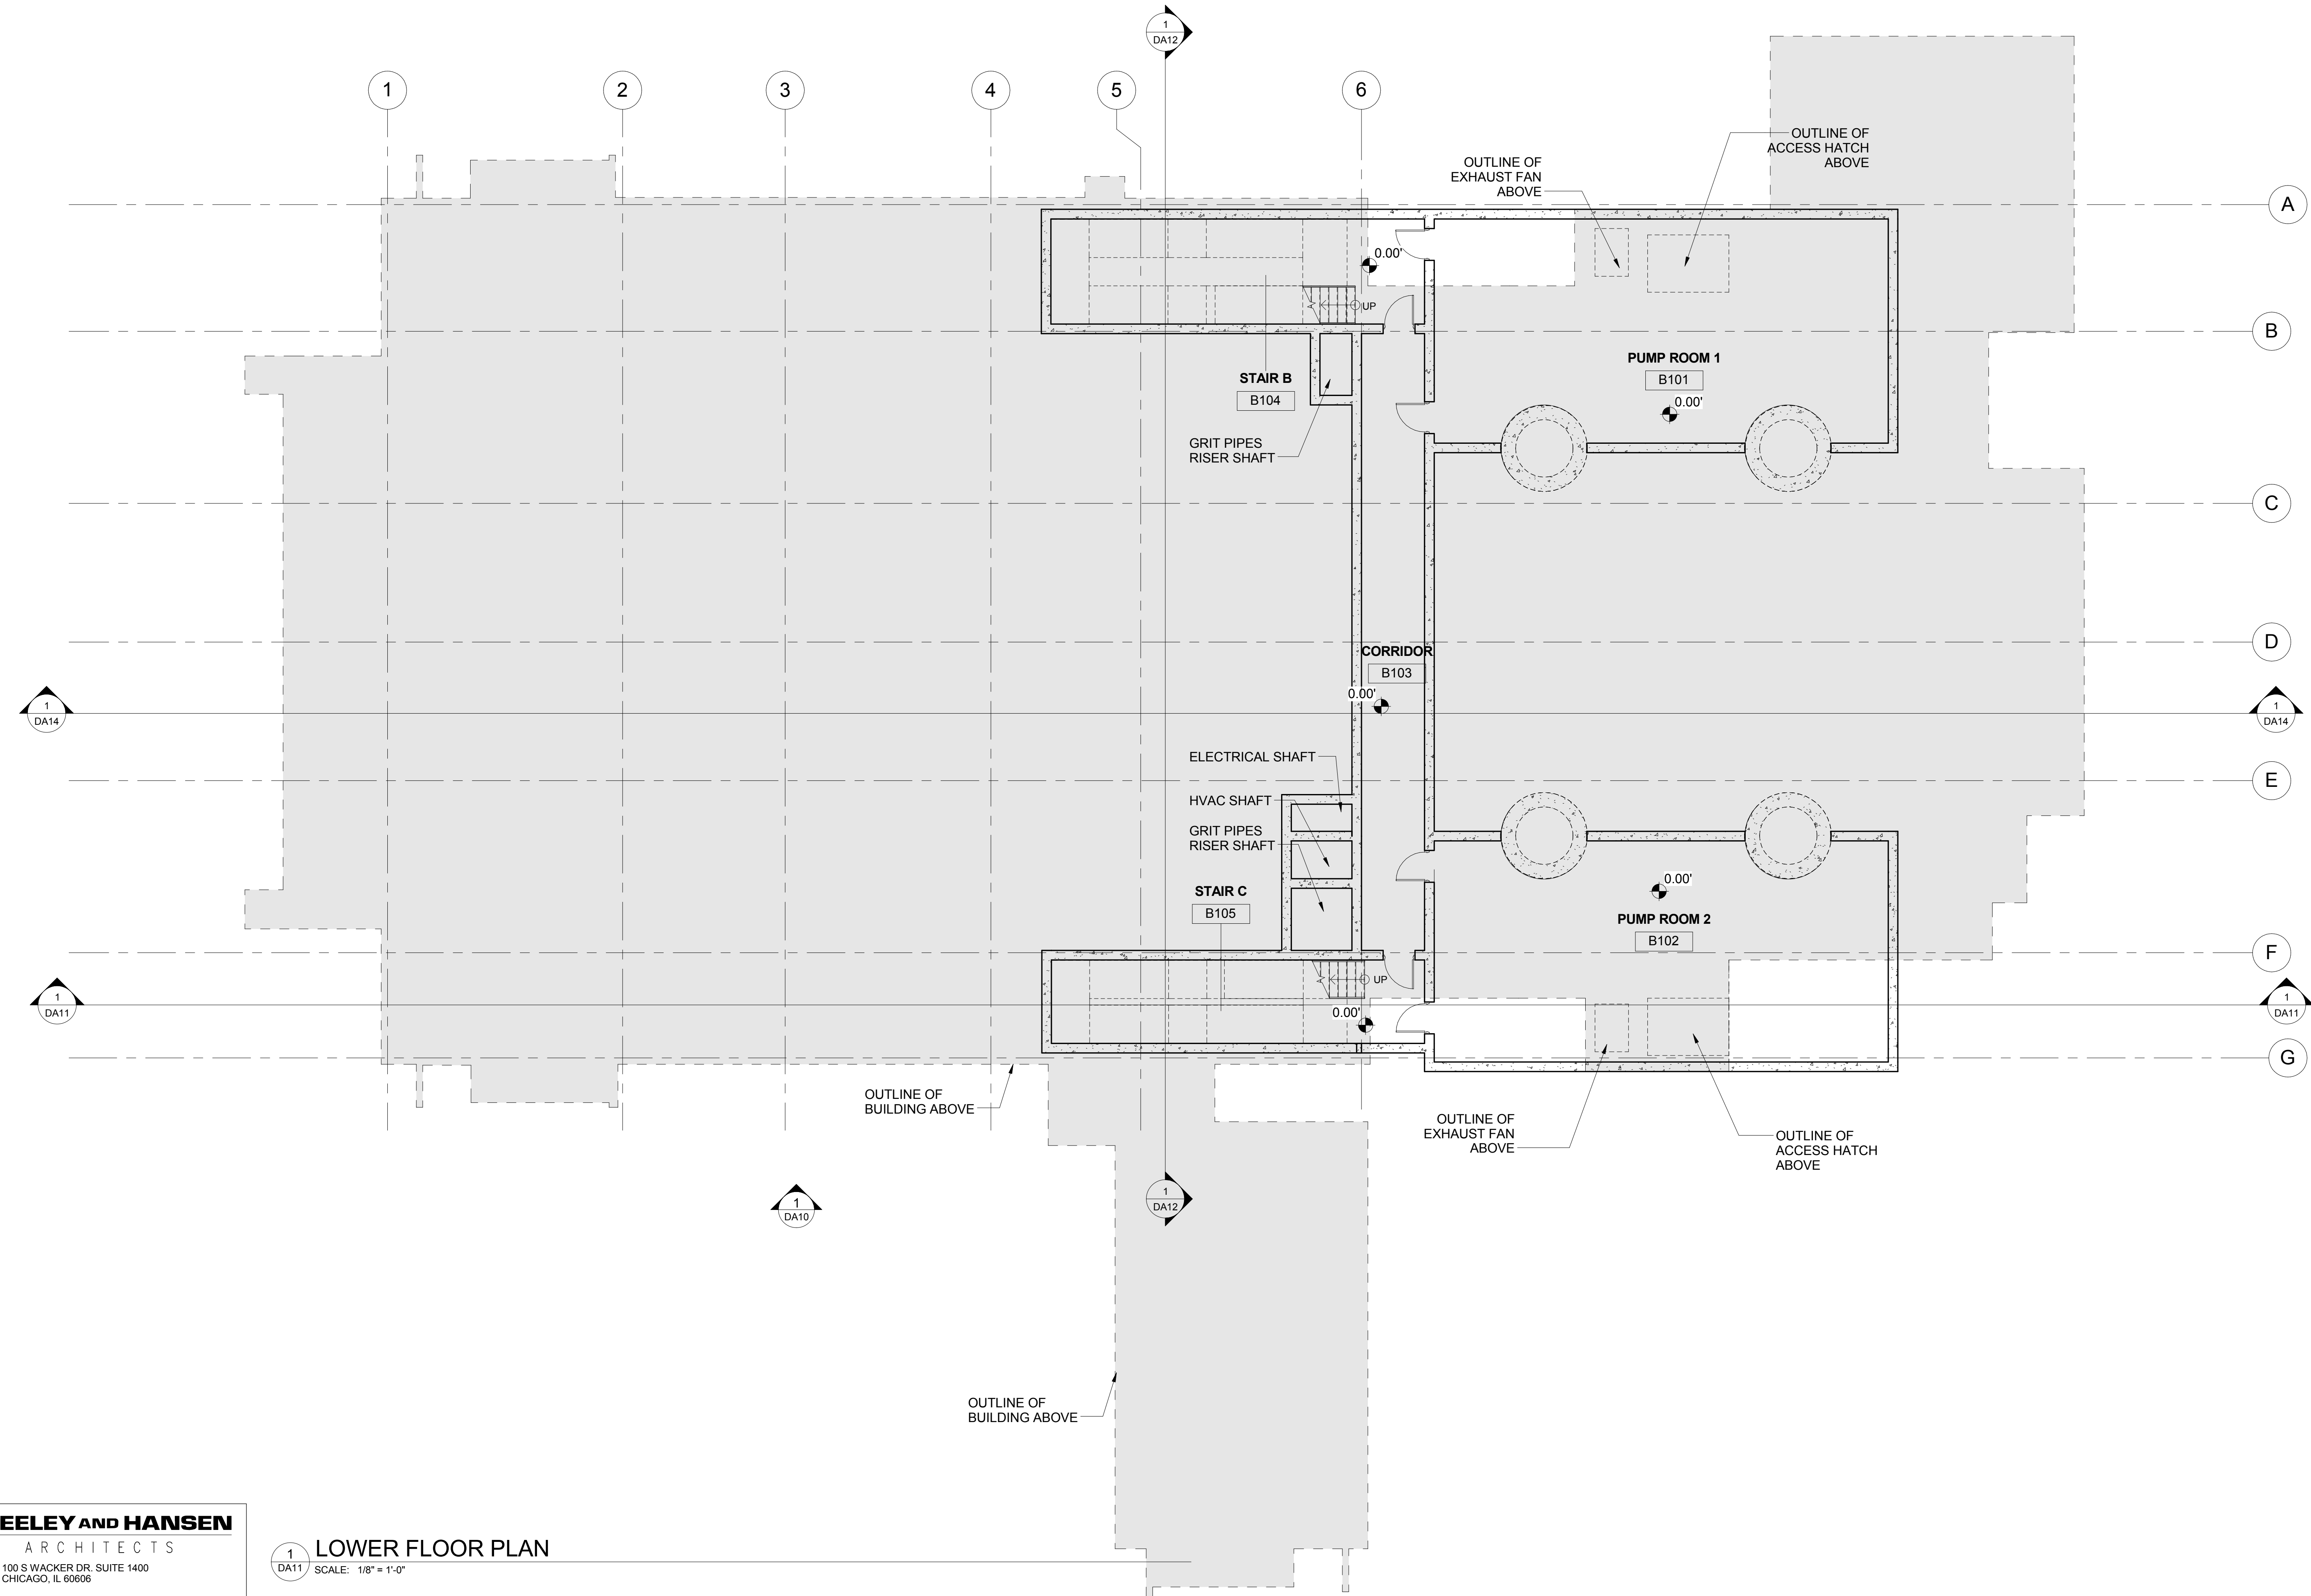 1
DA12
1
2
3
4
5
6
OUTLINE OF
ACCESS HATCH
ABOVE
OUTLINE OF
EXHAUST FAN
ABOVE
A
0.00'
UP
B
PUMP ROOM 1
B101
0.00'
STAIR B
B104
GRIT PIPES
RISER SHAFT
C
D
CORRIDOR
B103
0.00'
1
DA14
1
DA14
ELECTRICAL SHAFT
E
HVAC SHAFT
GRIT PIPES
RISER SHAFT
0.00'
STAIR C
B105
PUMP ROOM 2
B102
F
UP
1
DA11
0.00'
1
DA11
G
OUTLINE OF
BUILDING ABOVE
OUTLINE OF
EXHAUST FAN
ABOVE
OUTLINE OF
ACCESS HATCH
ABOVE
1
DA10
1
DA12
OUTLINE OF
BUILDING ABOVE
EELEY AND HANSEN
ARCHITECTS
100 S WACKER DR. SUITE 1400
CHICAGO, IL 60606
1
DA11
LOWER FLOOR PLAN
SCALE: 1/8" = 1'-0"